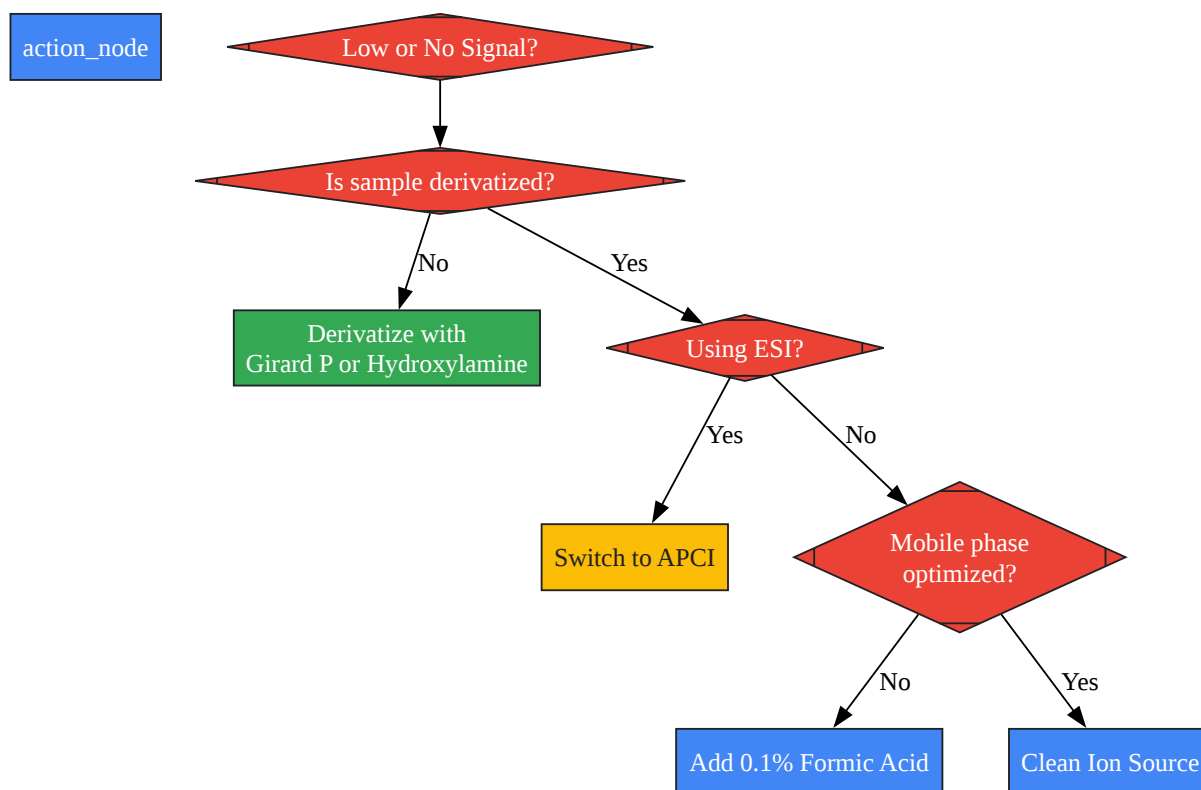 action_node
Low or No Signal?
Is sample derivatized?
No
Yes
Derivatize with
Girard P or Hydroxylamine
Using ESI?
Yes
No
Switch to APCI
Mobile phase
optimized?
No
Yes
Add 0.1% Formic Acid
Clean Ion Source